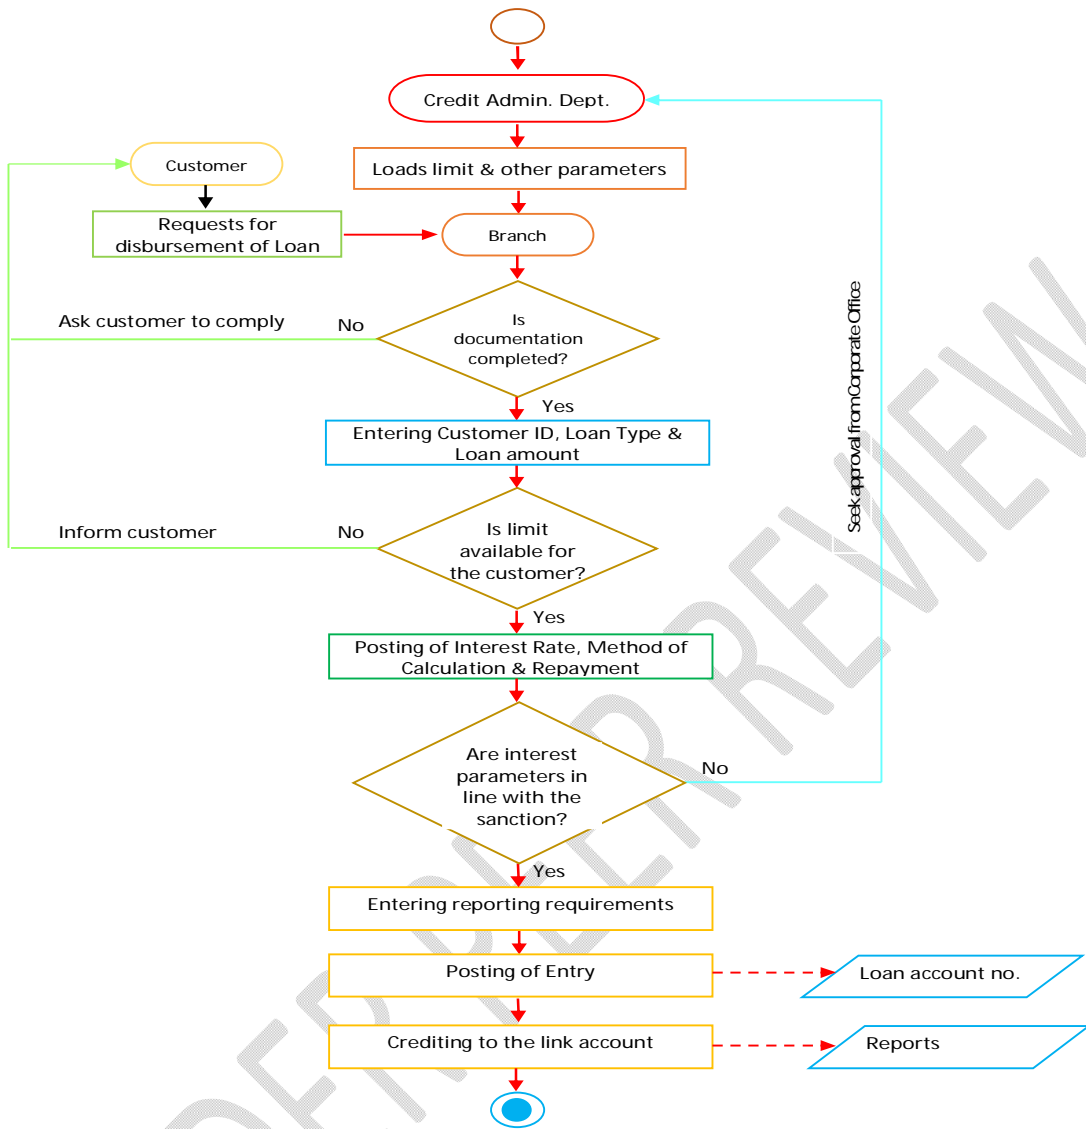 Credit Admin. Dept.
Customer
Loads limit & other parameters
Requests for
disbursement of Loan
Branch
Ask customer to comply
No
Is
documentation
completed?
Seek approval from Corporate Office
Yes
Entering Customer ID, Loan Type &
Loan amount
Inform customer
No
Is limit
available for
the customer?
Yes
Posting of Interest Rate, Method of
Calculation & Repayment
Are interest
parameters in
line with the
sanction?
No
Yes
Entering reporting requirements
Posting of Entry
Loan account no.
Crediting to the link account
Reports
DER PEER REVIEW